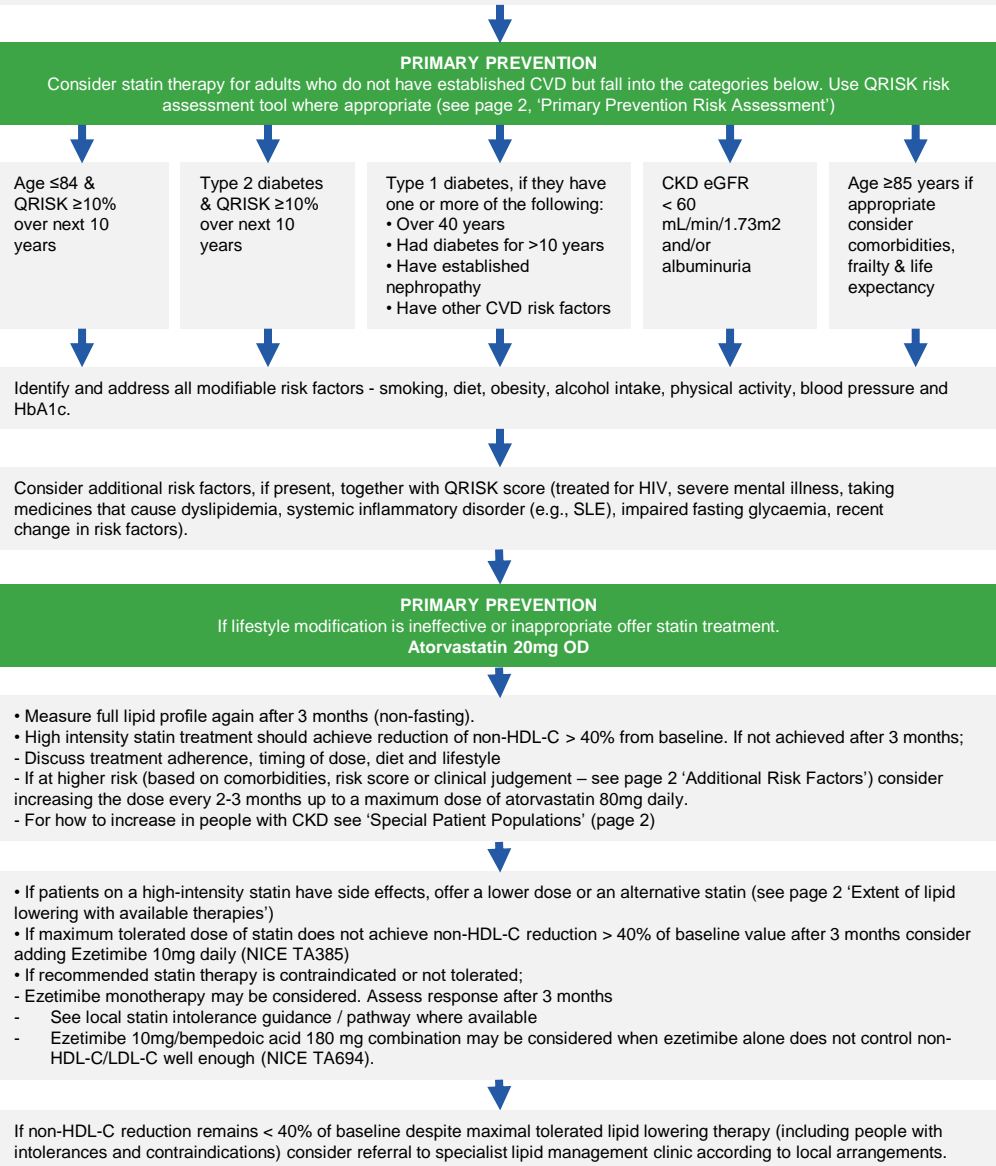 PRIMARY PREVENTION
Consider statin therapy for adults who do not have established CVD but fall into the categories below. Use QRISK risk
assessment tool where appropriate (see page 2, ‘Primary Prevention Risk Assessment’)
Age ≤84 &
QRISK ≥10%
over next 10
years
Type 2 diabetes
& QRISK ≥10%
over next 10
years
Type 1 diabetes, if they have
one or more of the following:
• Over 40 years
• Had diabetes for >10 years
• Have established
nephropathy
• Have other CVD risk factors
CKD eGFR
< 60
mL/min/1.73m2
and/or
albuminuria
Age ≥85 years if
appropriate
consider
comorbidities,
frailty & life
expectancy
Identify and address all modifiable risk factors - smoking, diet, obesity, alcohol intake, physical activity, blood pressure and
HbA1c.
Consider additional risk factors, if present, together with QRISK score (treated for HIV, severe mental illness, taking
medicines that cause dyslipidemia, systemic inflammatory disorder (e.g., SLE), impaired fasting glycaemia, recent
change in risk factors).
PRIMARY PREVENTION
If lifestyle modification is ineffective or inappropriate offer statin treatment.
Atorvastatin 20mg OD
• Measure full lipid profile again after 3 months (non-fasting).
• High intensity statin treatment should achieve reduction of non-HDL-C > 40% from baseline. If not achieved after 3 months;
- Discuss treatment adherence, timing of dose, diet and lifestyle
- If at higher risk (based on comorbidities, risk score or clinical judgement – see page 2 ‘Additional Risk Factors’) consider
increasing the dose every 2-3 months up to a maximum dose of atorvastatin 80mg daily.
- For how to increase in people with CKD see ‘Special Patient Populations’ (page 2)
• If patients on a high-intensity statin have side effects, offer a lower dose or an alternative statin (see page 2 ‘Extent of lipid
lowering with available therapies’)
• If maximum tolerated dose of statin does not achieve non-HDL-C reduction > 40% of baseline value after 3 months consider
adding Ezetimibe 10mg daily (NICE TA385)
• If recommended statin therapy is contraindicated or not tolerated;
- Ezetimibe monotherapy may be considered. Assess response after 3 months
- See local statin intolerance guidance / pathway where available
- Ezetimibe 10mg/bempedoic acid 180 mg combination may be considered when ezetimibe alone does not control non-
HDL-C/LDL-C well enough (NICE TA694).
If non-HDL-C reduction remains < 40% of baseline despite maximal tolerated lipid lowering therapy (including people with
intolerances and contraindications) consider referral to specialist lipid management clinic according to local arrangements.